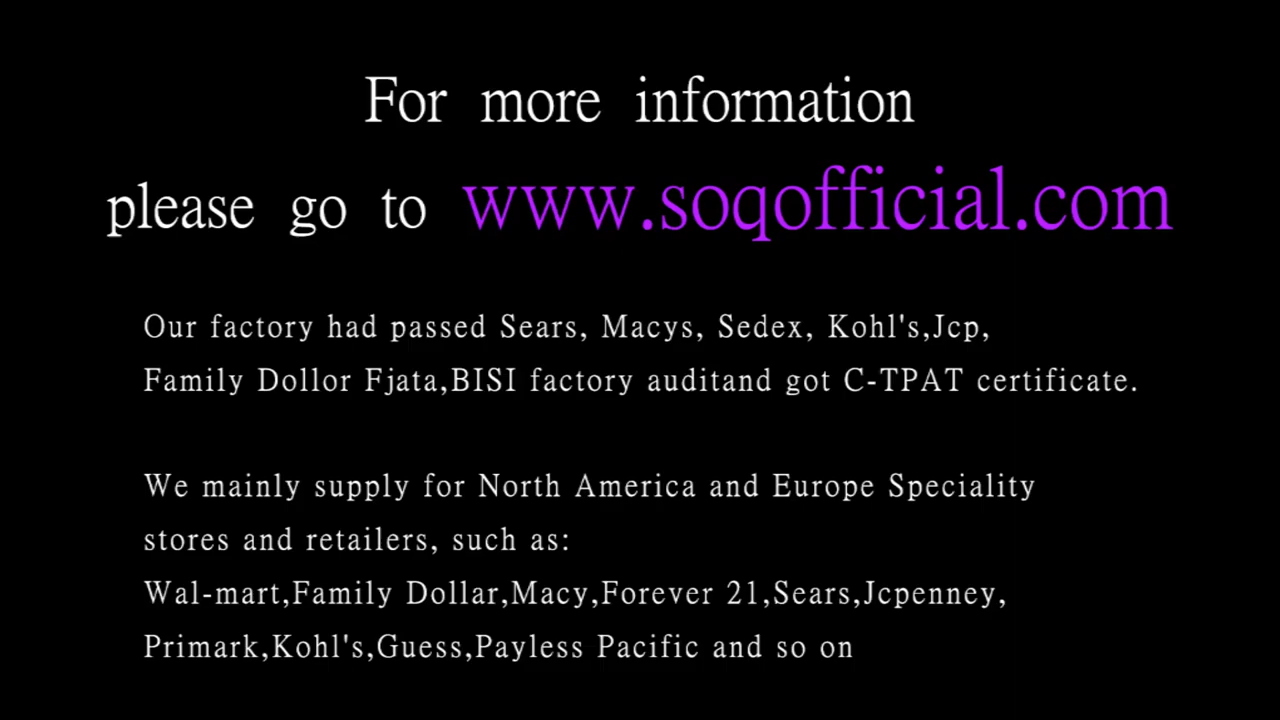 For more information
please go to www.soqofficial.com
Our factory had passed Sears, Macys, Sedex, Kohl's,Jcp,
Family Dollor Fjata,BISI factory auditand got C-TPAT certificate.
We mainly supply for North America and Europe Speciality
stores and retailers, such as:
Wal-mart,Family Dollar,Macy,Forever 21,Sears,Jcpenney,
Primark,Kohl's,Guess,Payless Pacific and so on